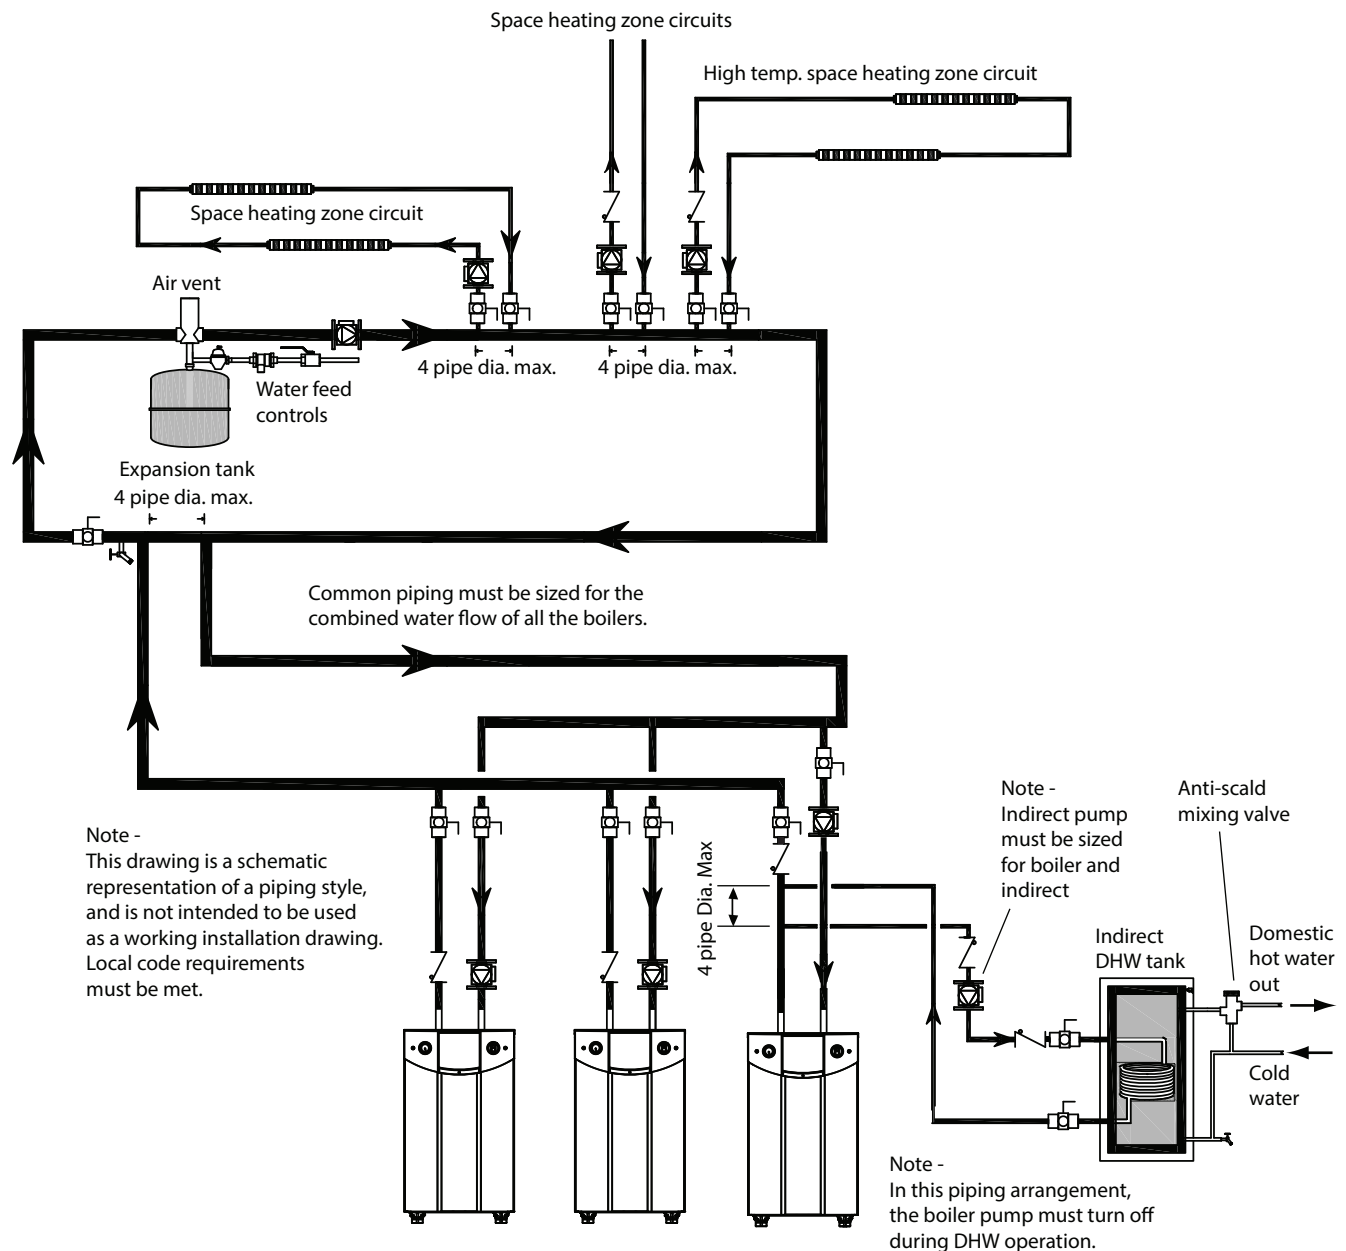 Space heating zone circuits
High temp. space heating zone circuit
Space heating zone circuit
Air vent
4 pipe dia. max.
4 pipe dia. max.
Water feed
controls
Expansion tank
4 pipe dia. max.
Common piping must be sized for the
combined water flow of all the boilers.
Note -
This drawing is a schematic
representation of a piping style,
and is not intended to be used
as a working installation drawing.
Local code requirements
must be met.
4 pipe Dia. Max
Note -
Indirect pump
must be sized
for boiler and
indirect
Anti-scald
mixing valve
Indirect
DHW tank
Domestic
hot water
out
Cold
water
Note -
In this piping arrangement,
the boiler pump must turn off
during DHW operation.